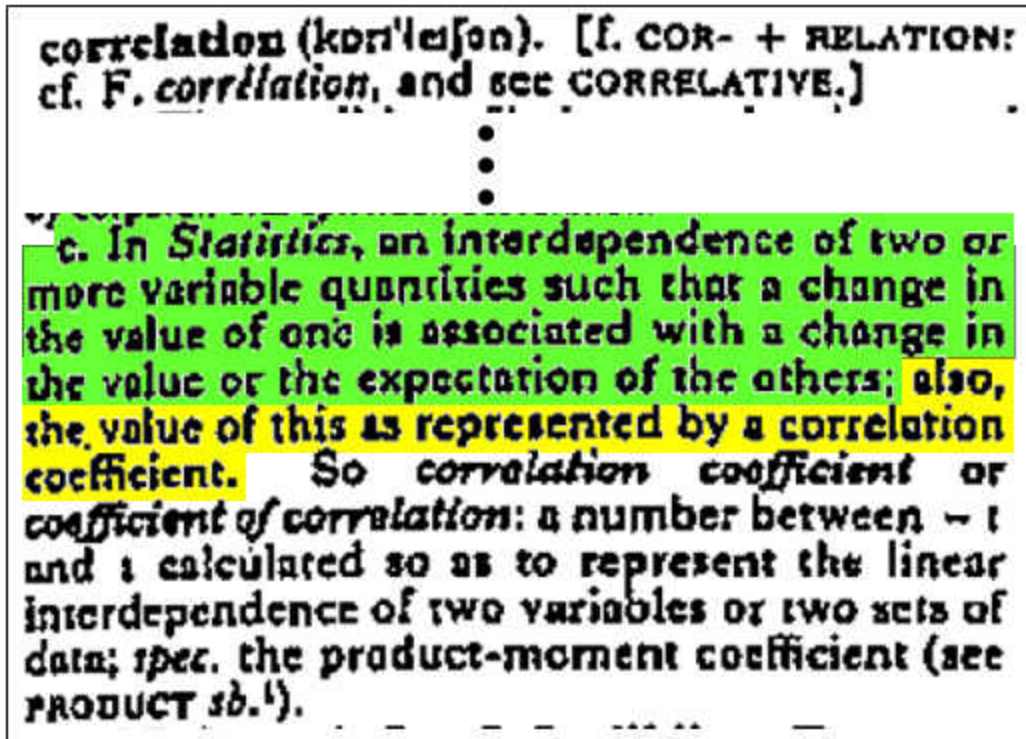 correlation (kɒrɪˈleɪʃən). [f. COR- + RELATION:
cf. F. corrélation, and see CORRELATIVE.]
c. In Statistics, an interdependence of two or
more variable quantities such that a change in
the value of one is associated with a change in
the value or the expectation of the others; also,
the value of this as represented by a correlation
coefficient. So correlation coefficient or
coefficient of correlation: a number between – 1
and 1 calculated so as to represent the linear
interdependence of two variables or two sets of
data; spec. the product-moment coefficient (see
PRODUCT sb.¹).